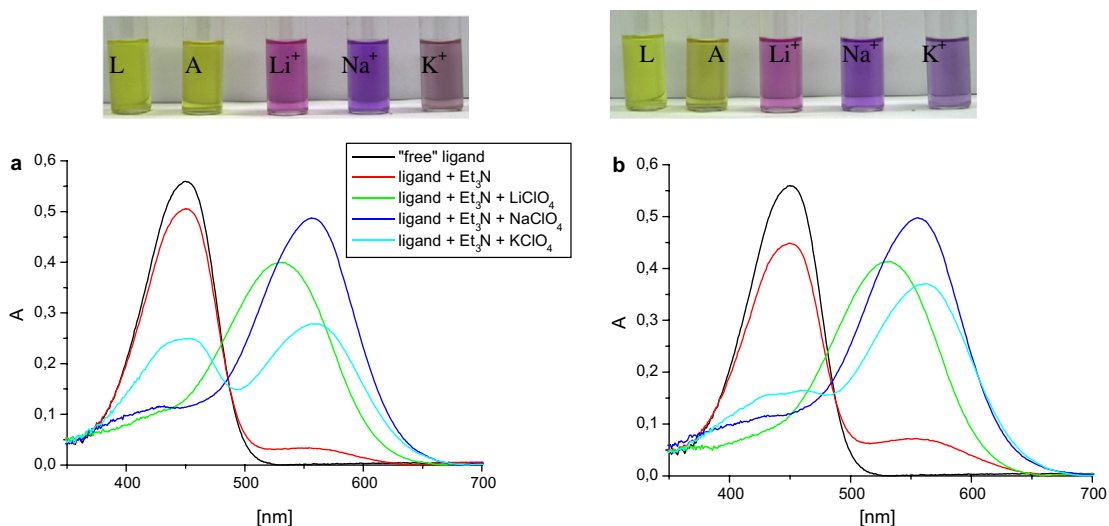 L A Li⁺ Na⁺ K⁺
L A Li⁺ Na⁺ K⁺
a
"free" ligand
ligand + Et₃N
ligand + Et₃N + LiClO₄
ligand + Et₃N + NaClO₄
ligand + Et₃N + KClO₄
0,6
0,5
0,4
0,3
0,2
0,1
0,0
A
400 500 600 700
[nm]
b
0,6
0,5
0,4
0,3
0,2
0,1
0,0
A
400 500 600 700
[nm]